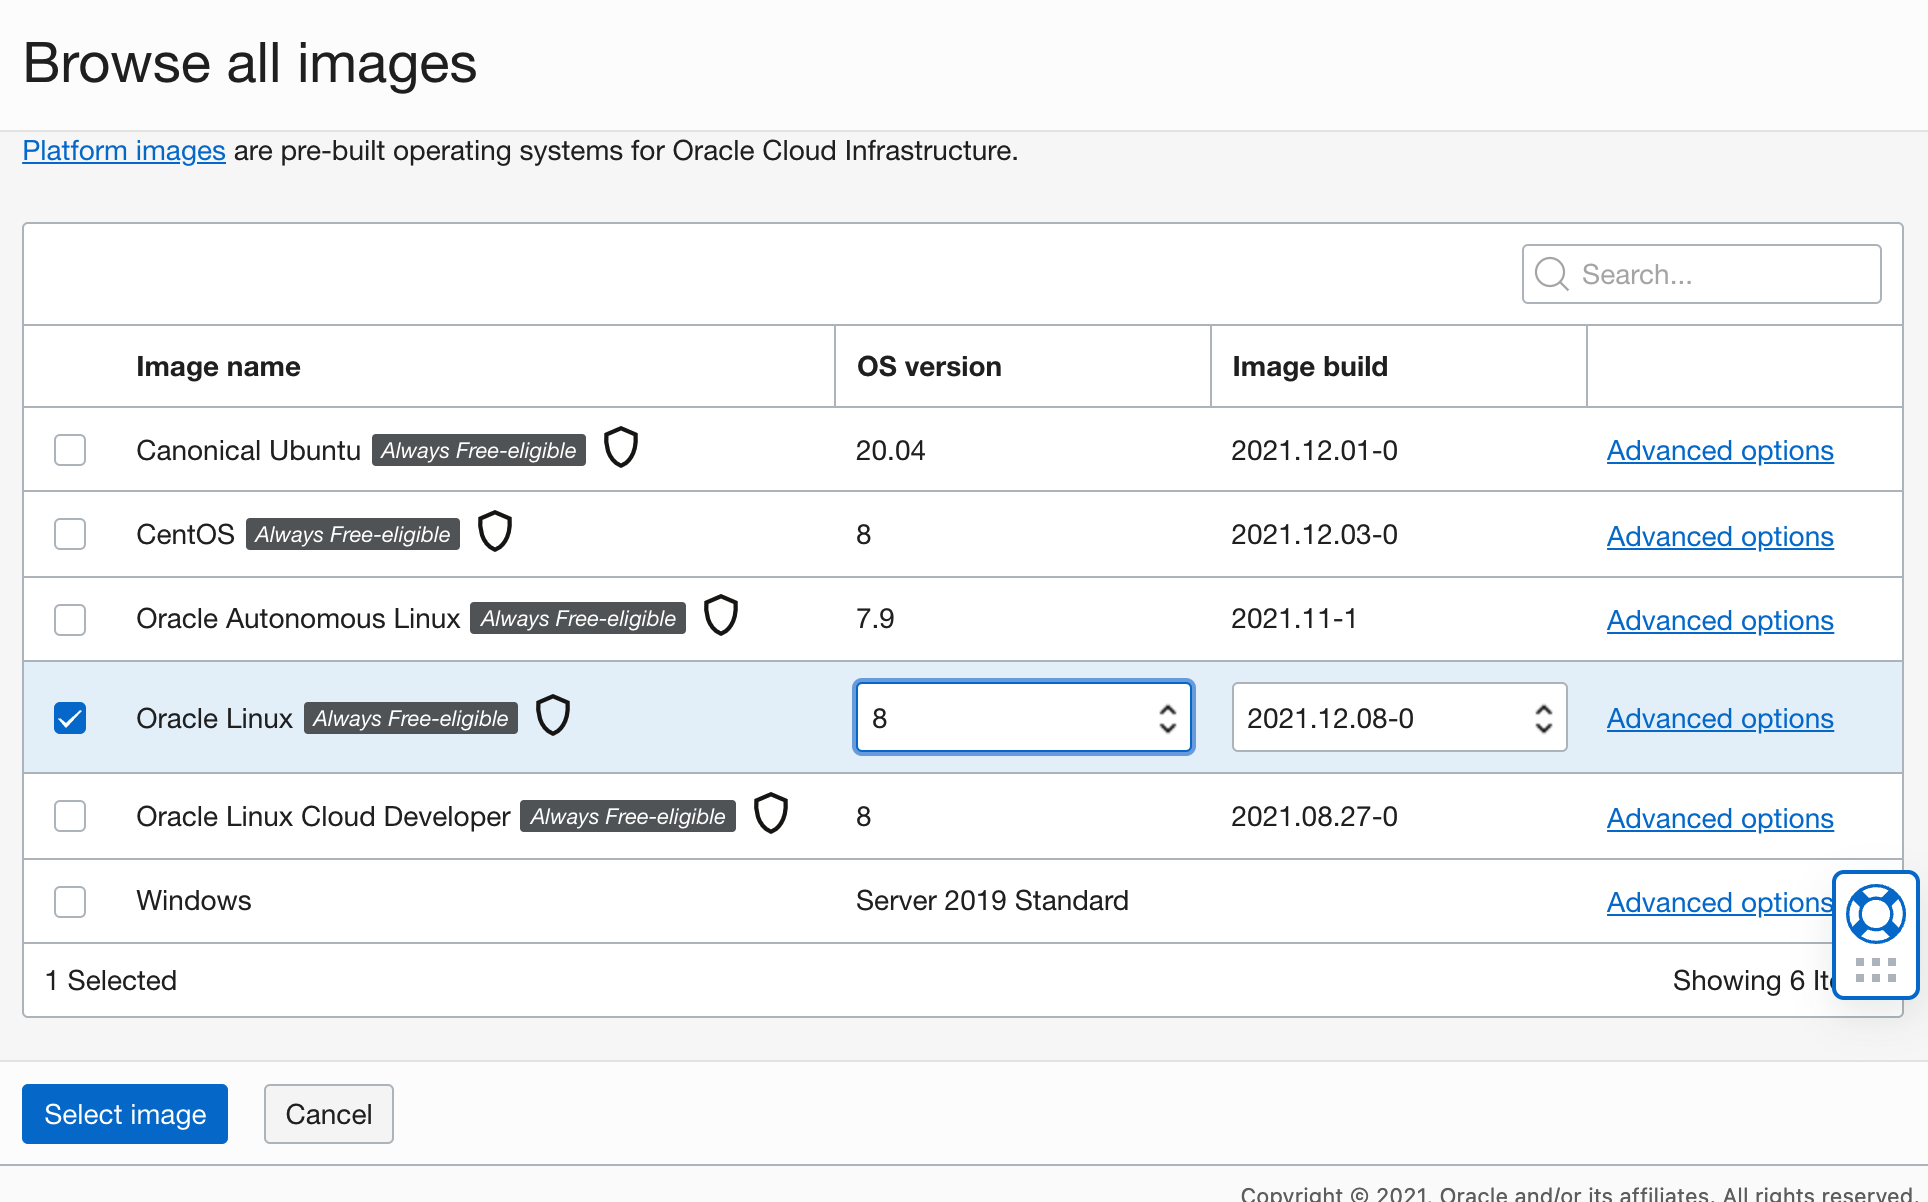 Browse all images
Platform images are pre-built operating systems for Oracle Cloud Infrastructure.
Search...
Image name OS version Image build
Canonical Ubuntu Always Free-eligible 20.04 2021.12.01-0 Advanced options
CentOS Always Free-eligible 8 2021.12.03-0 Advanced options
Oracle Autonomous Linux Always Free-eligible 7.9 2021.11-1 Advanced options
Oracle Linux Always Free-eligible 8 2021.12.08-0 Advanced options
Oracle Linux Cloud Developer Always Free-eligible 8 2021.08.27-0 Advanced options
Windows Server 2019 Standard Advanced options
1 Selected Showing 6
Select image Cancel
Copyright © 2021, Oracle and/or its affiliates. All rights reserved.